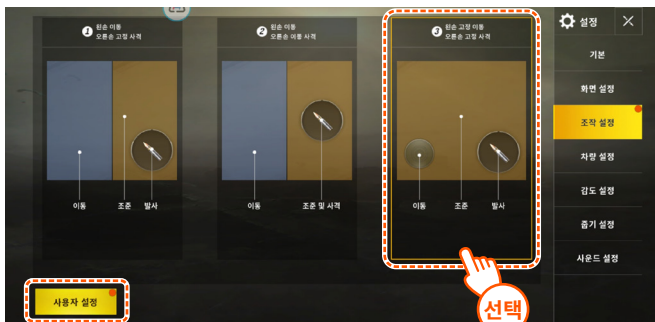 1 왼손 이동
오른손 고정 사격
2 왼손 이동
오른손 이동 사격
3 왼손 고정 이동
오른손 고정 사격
이동
조준
발사
이동
조준 및 사격
이동
조준
발사
사용자 설정
선택
설정
기본
화면 설정
조작 설정
차량 설정
감도 설정
줍기 설정
사운드 설정